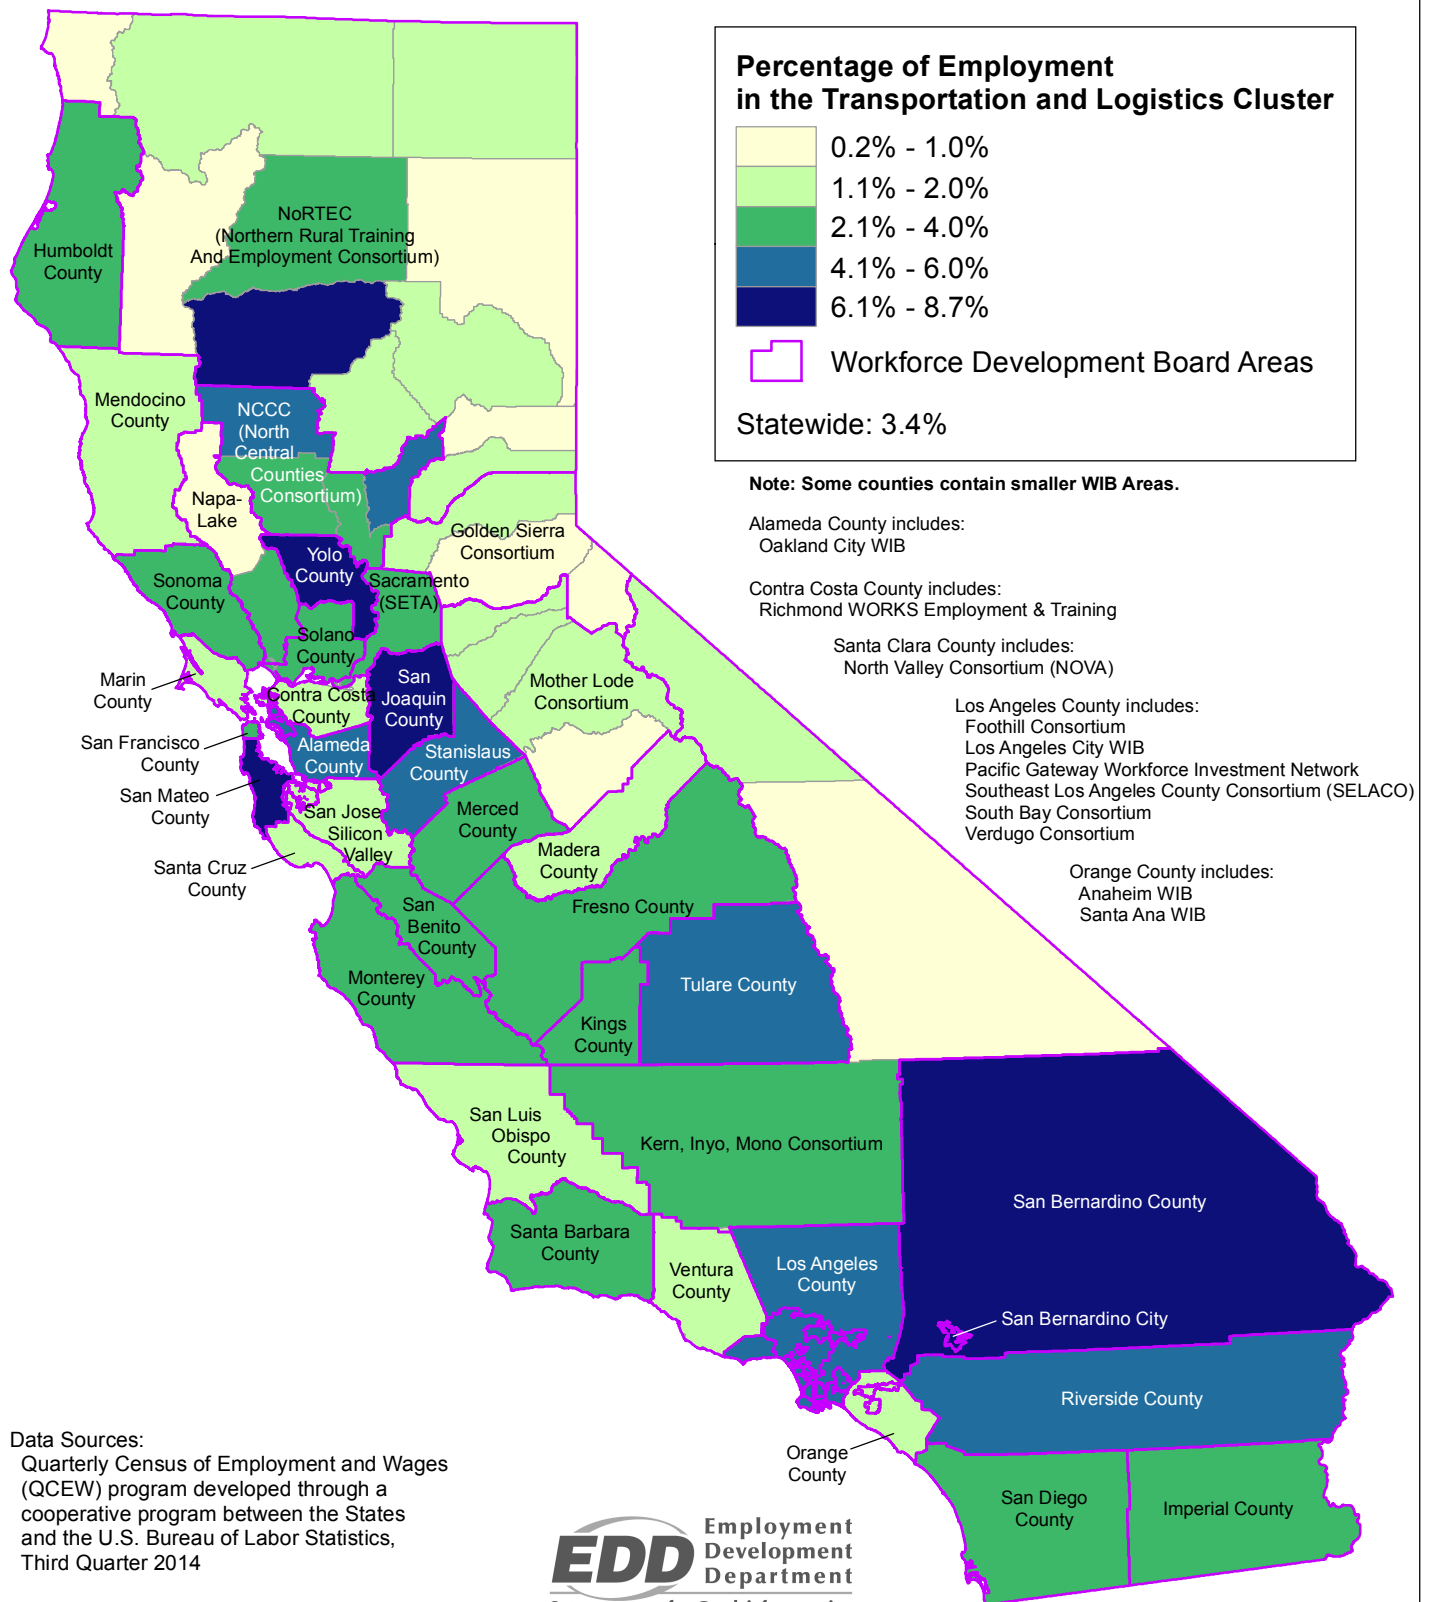 Percentage of Employment
in the Transportation and Logistics Cluster
0.2% - 1.0%
1.1% - 2.0%
2.1% - 4.0%
4.1% - 6.0%
6.1% - 8.7%
Workforce Development Board Areas
Statewide: 3.4%
Note: Some counties contain smaller WIB Areas.
Alameda County includes:
Oakland City WIB
Contra Costa County includes:
Richmond WORKS Employment & Training
Santa Clara County includes:
North Valley Consortium (NOVA)
Los Angeles County includes:
Foothill Consortium
Los Angeles City WIB
Pacific Gateway Workforce Investment Network
Southeast Los Angeles County Consortium (SELACO)
South Bay Consortium
Verdugo Consortium
Orange County includes:
Anaheim WIB
Santa Ana WIB
NoRTEC
(Northern Rural Training
And Employment Consortium)
Humboldt
County
Mendocino
County
NCCC
(North
Central
Counties
Consortium)
Napa-
Lake
Golden Sierra
Consortium
Yolo
County
Sonoma
County
Sacramento
(SETA)
Solano
County
Marin
County
Contra Costa
County
San
Joaquin
County
Mother Lode
Consortium
San Francisco
County
Alameda
County
Stanislaus
County
San Mateo
County
San Jose
Silicon
Valley
Merced
County
Santa Cruz
County
Madera
County
San
Benito
County
Fresno County
Monterey
County
Tulare County
Kings
County
San Luis
Obispo
County
Kern, Inyo, Mono Consortium
San Bernardino County
Santa Barbara
County
Ventura
County
Los Angeles
County
San Bernardino City
Riverside County
Orange
County
San Diego
County
Imperial County
Data Sources:
Quarterly Census of Employment and Wages
(QCEW) program developed through a
cooperative program between the States
and the U.S. Bureau of Labor Statistics,
Third Quarter 2014
EDD
Employment
Development
Department